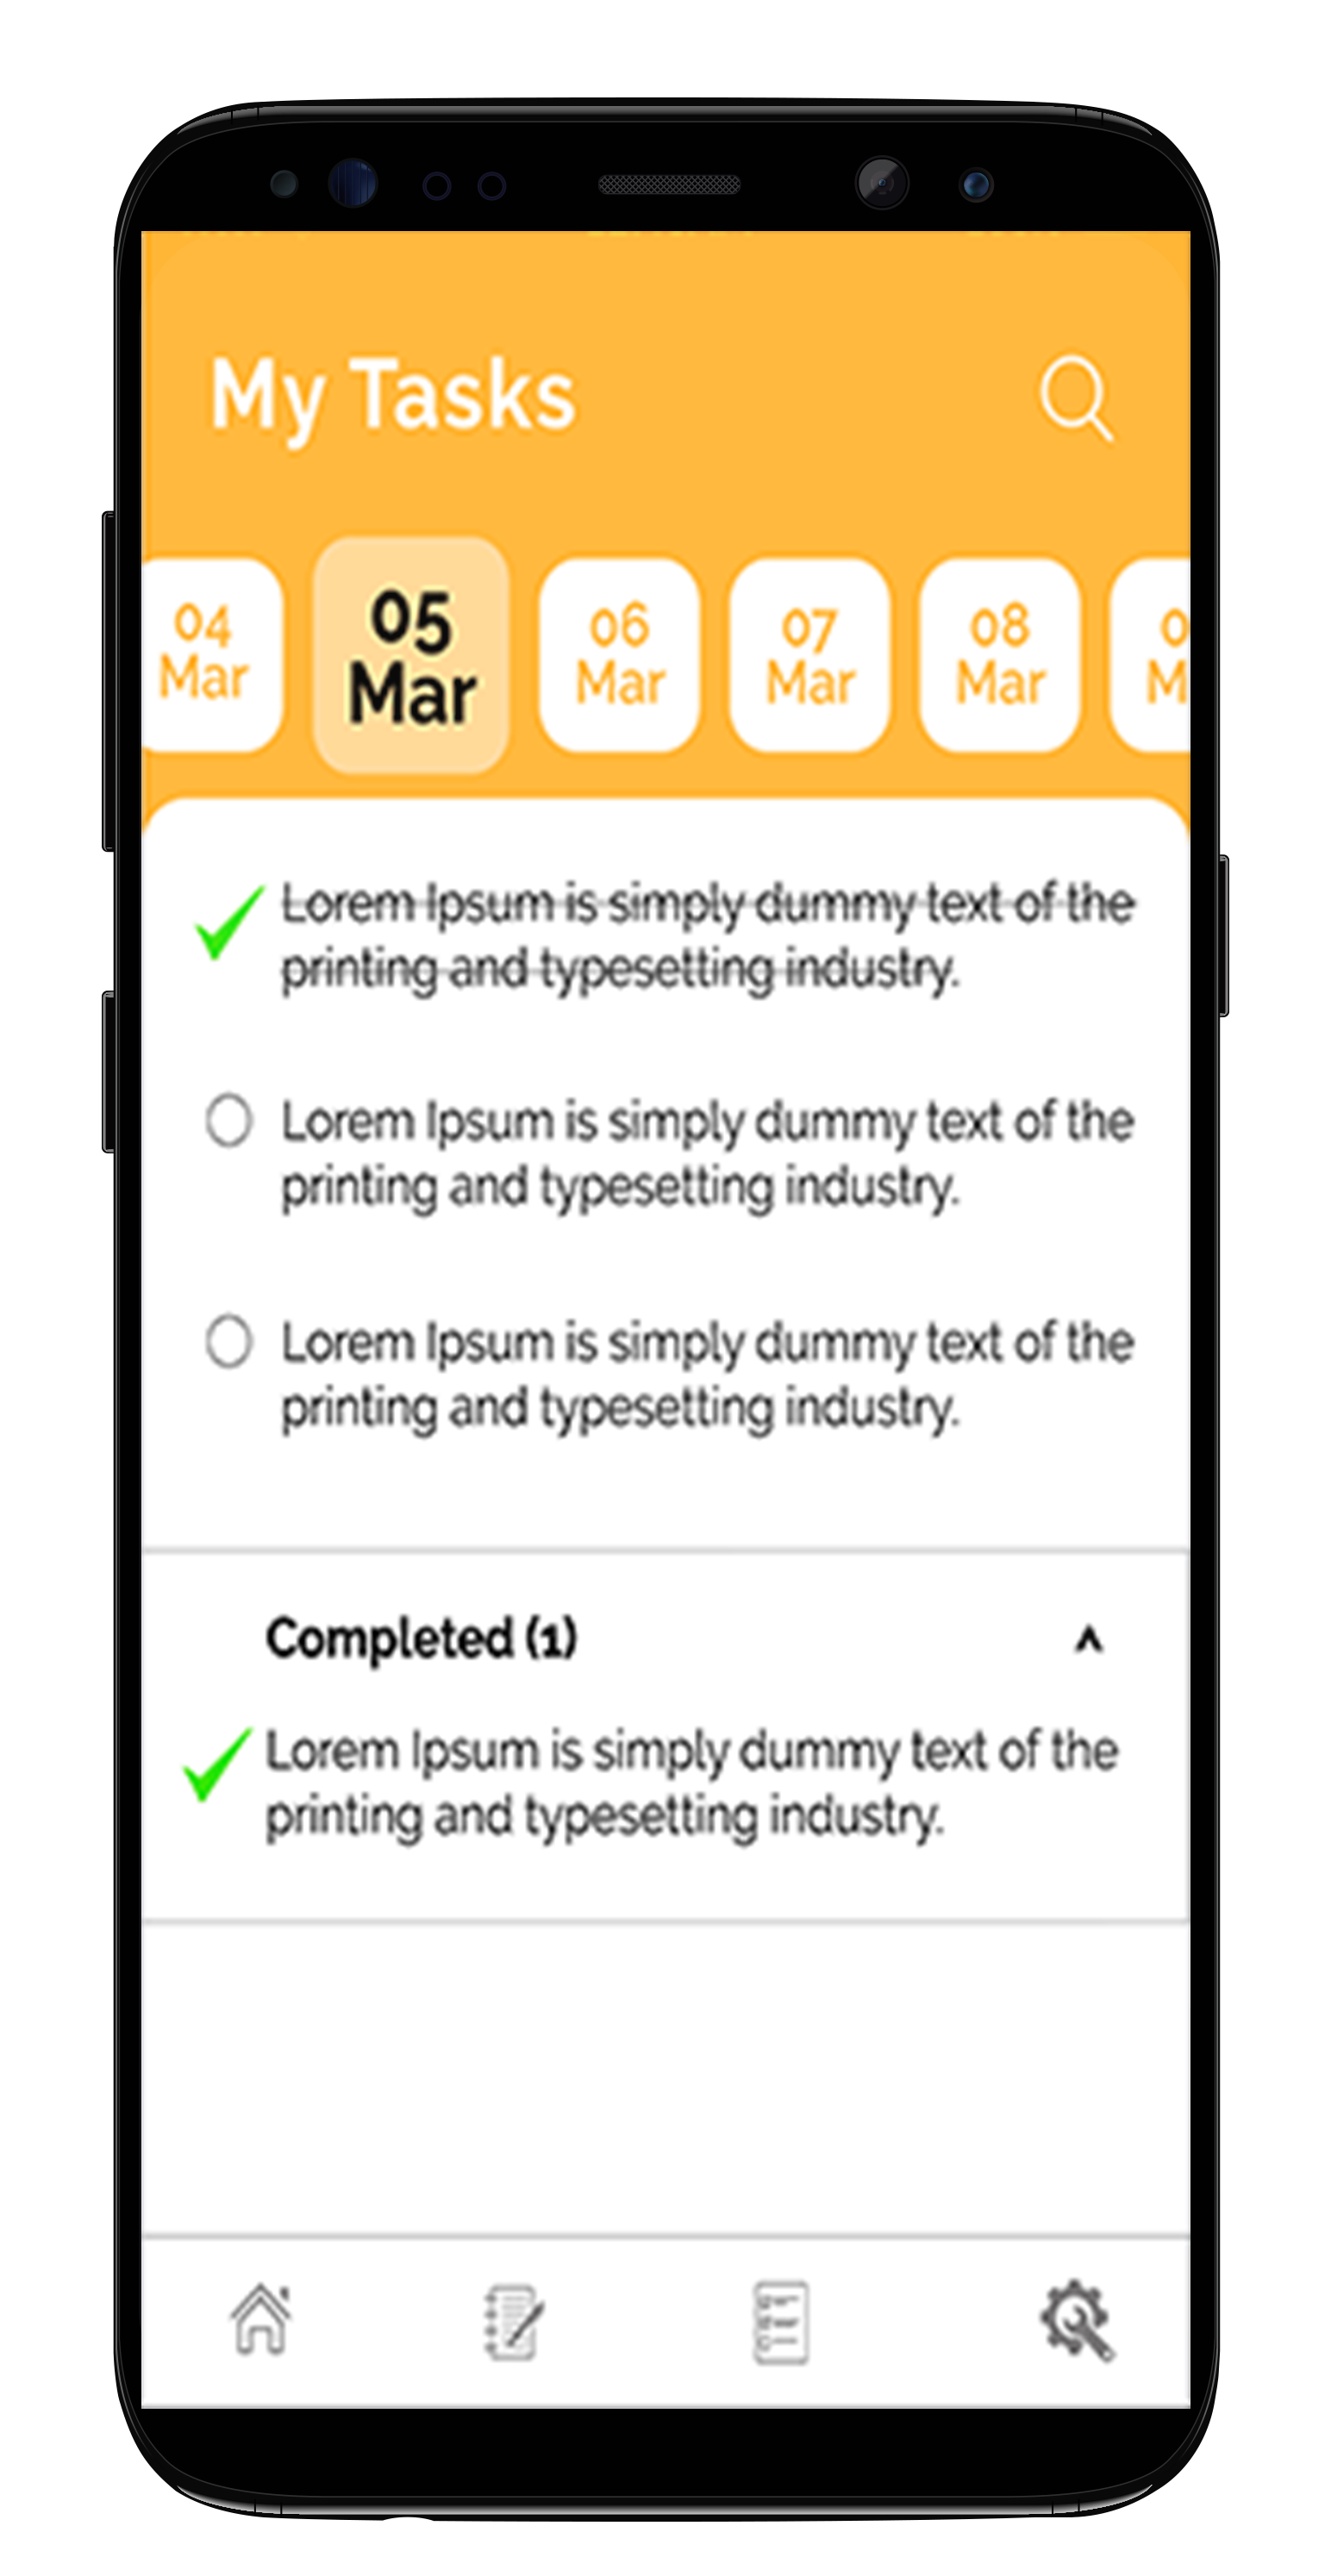 My Tasks
04 05 06 07 08 0
Mar Mar Mar Mar Mar M
Lorem Ipsum is simply dummy text of the
printing and typesetting industry.
Lorem Ipsum is simply dummy text of the
printing and typesetting industry.
Lorem Ipsum is simply dummy text of the
printing and typesetting industry.
Completed (1)
Lorem Ipsum is simply dummy text of the
printing and typesetting industry.